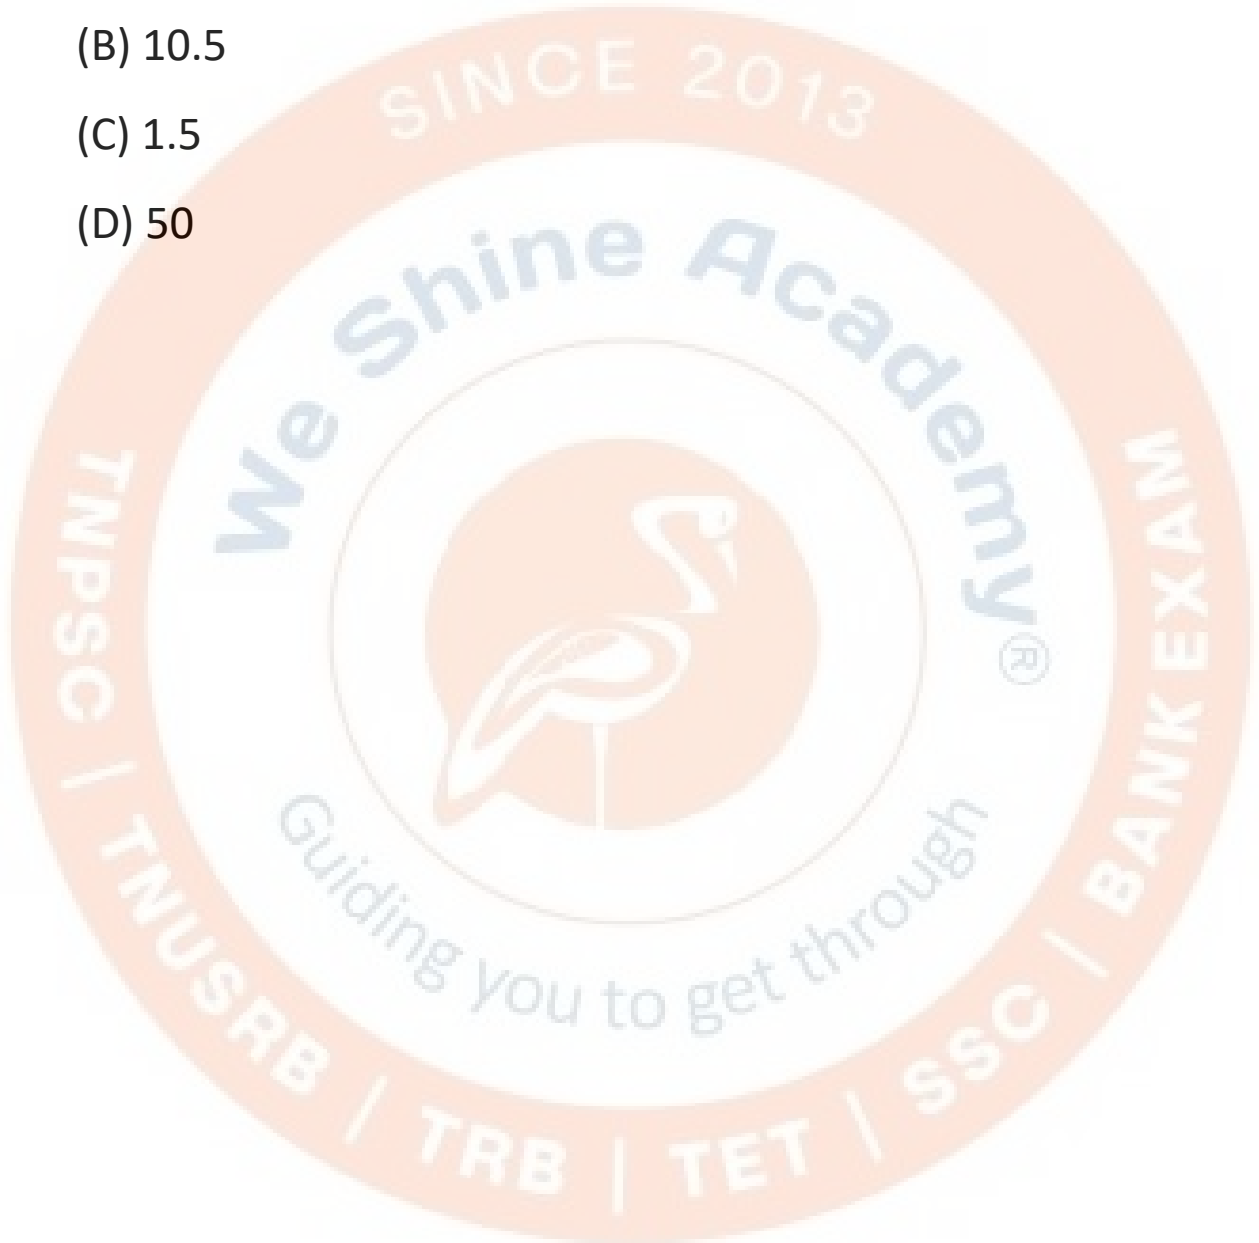 (B) 10.5
(C) 1.5
(D) 50
SINCE 2013
We Shine Academy®
Guiding you to get through
TNPSC | TNUSRB | TRB | TET | SSC | BANK EXAM